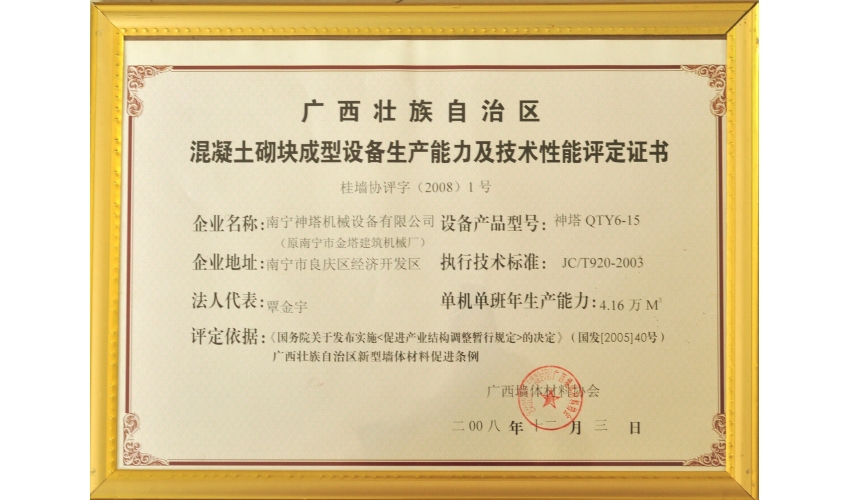 广西壮族自治区
混凝土砌块成型设备生产能力及技术性能评定证书
桂墙协评字（2008）1号
企业名称：南宁神塔机械设备有限公司 设备产品型号：神塔 QTY6-15
（原南宁市金塔建筑机械厂）
企业地址：南宁市良庆区经济开发区 执行技术标准：JC/T920-2003
法人代表：覃金宇 单机单班年生产能力：4.16 万 M³
评定依据：《国务院关于发布实施<促进产业结构调整暂行规定>的决定》（国发[2005]40号）
广西壮族自治区新型墙体材料促进条例
广西墙体材料协会
二00八 年 十二 月 三 日